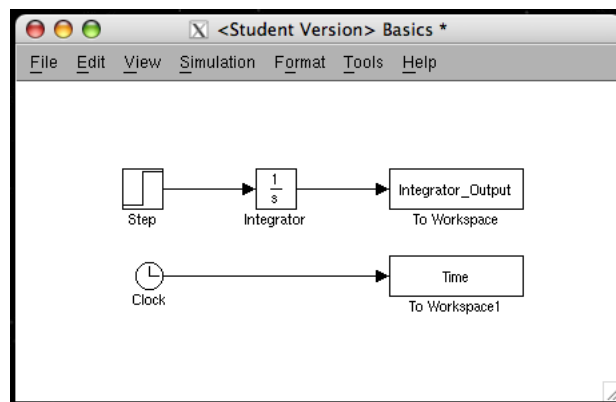 X <Student Version> Basics *
File Edit View Simulation Format Tools Help
1
s
Integrator_Output
Step
Integrator
To Workspace
Time
Clock
To Workspace1